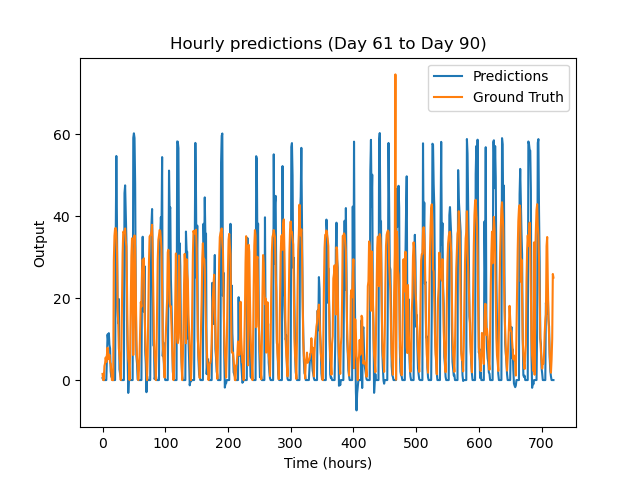 Hourly predictions (Day 61 to Day 90)
Predictions
Ground Truth
60
40
20
0
Output
0 100 200 300 400 500 600 700
Time (hours)